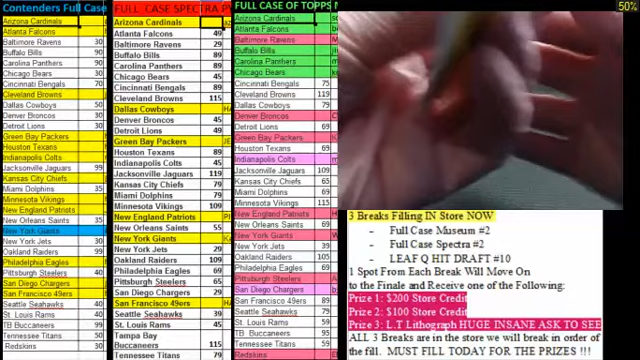 Contenders Full Case
Arizona Cardinals
Atlanta Falcons
Baltimore Ravens 30
Buffalo Bills 90
Carolina Panthers 90
Chicago Bears 30
Cincinnati Bengals 70
Cleveland Browns
Dallas Cowboys 50
Denver Broncos 30
Detroit Lions 30
Green Bay Packers
Houston Texans
Indianapolis Colts
Jacksonville Jaguars 99
Kansas City Chiefs
Miami Dolphins 35
Minnesota Vikings
New England Patriots
New Orleans Saints 35
New York Giants
New York Jets 30
Oakland Raiders 99
Pittsburgh Steelers 40
San Diego Chargers
San Francisco 49ers
Seattle Seahawks 40
St. Louis Rams 40
TB Buccaneers 99
Tennessee Titans 50
Redskins 30
FULL CASE SPECTRA
Arizona Cardinals
Atlanta Falcons 49
Baltimore Ravens 29
Buffalo Bills 89
Carolina Panthers 89
Chicago Bears 45
Cincinnati Bengals 89
Cleveland Browns 115
Dallas Cowboys
Denver Broncos 45
Detroit Lions 49
Green Bay Packers
Houston Texans 89
Indianapolis Colts 45
Jacksonville Jaguars 119
Kansas City Chiefs 79
Miami Dolphins 79
Minnesota Vikings 109
New England Patriots
New Orleans Saints 55
New York Giants
New York Jets 29
Oakland Raiders 109
Philadelphia Eagles 69
Pittsburgh Steelers 65
San Diego Chargers 29
San Francisco 49ers
Seattle Seahawks 39
St. Louis Rams 45
Tampa Bay
Buccaneers 115
Tennessee Titans 79
FULL CASE OF TOPPS
Arizona Cardinals
Atlanta Falcons
Baltimore Ravens
Buffalo Bills
Carolina Panthers
Chicago Bears
Cincinnati Bengals 75
Cleveland Browns 119
Dallas Cowboys 79
Denver Broncos
Detroit Lions 69
Green Bay Packers
Houston Texans 69
Indianapolis Colts
Jacksonville Jaguars 109
Kansas City Chiefs 65
Miami Dolphins 69
Minnesota Vikings 115
New England Patriots
New Orleans Saints 69
New York Giants
New York Jets 39
Oakland Raiders 105
Philadelphia Eagles 69
Pittsburgh Steelers
San Diego Chargers
San Francisco 49ers 89
Seattle Seahawks 79
St. Louis Rams 59
TB Buccaneers 95
Tennessee Titans 59
Redskins
50%
3 Breaks Filling IN Store NOW
- Full Case Museum #2
- Full Case Spectra #2
- LEAF Q HIT DRAFT #10
1 Spot From Each Break Will Move On
to the Finale and Receive one of the Following:
Prize 1: $200 Store Credit
Prize 2: $100 Store Credit
Prize 3: L.T Lithograph HUGE INSANE ASK TO SEE
ALL 3 Breaks are in the store we will break in order of
the fill. MUST FILL TODAY FOR THE PRIZES !!!